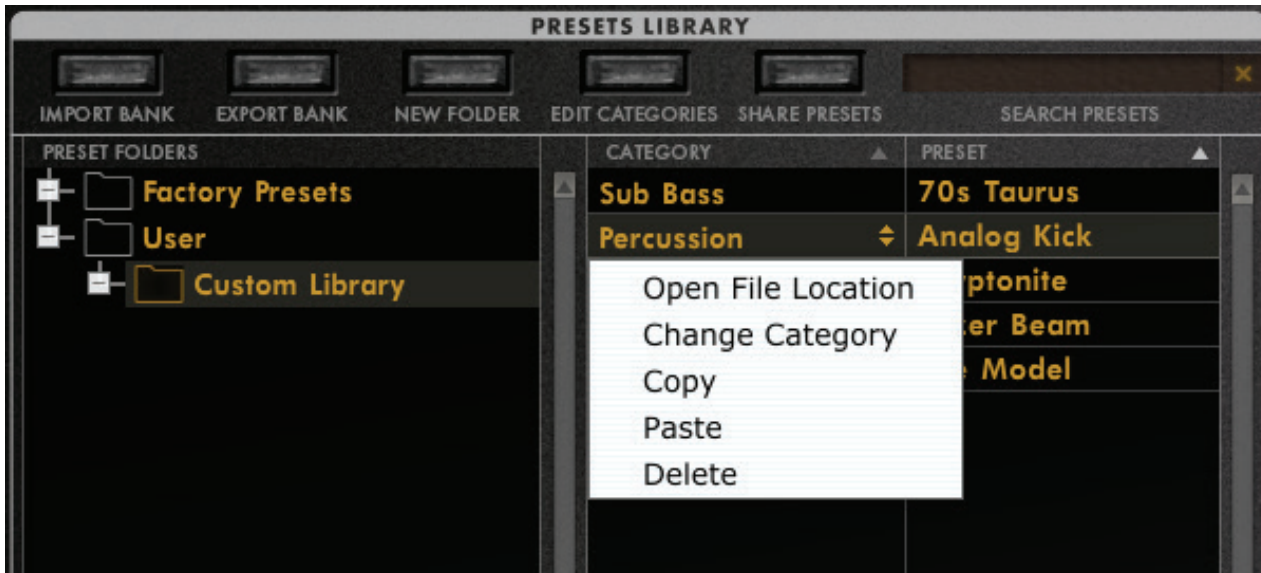 PRESETS LIBRARY
IMPORT BANK EXPORT BANK NEW FOLDER EDIT CATEGORIES SHARE PRESETS SEARCH PRESETS
PRESET FOLDERS CATEGORY PRESET
Factory Presets Sub Bass 70s Taurus
User Percussion Analog Kick
Custom Library Open File Location
Change Category Beam
Copy Model
Paste
Delete